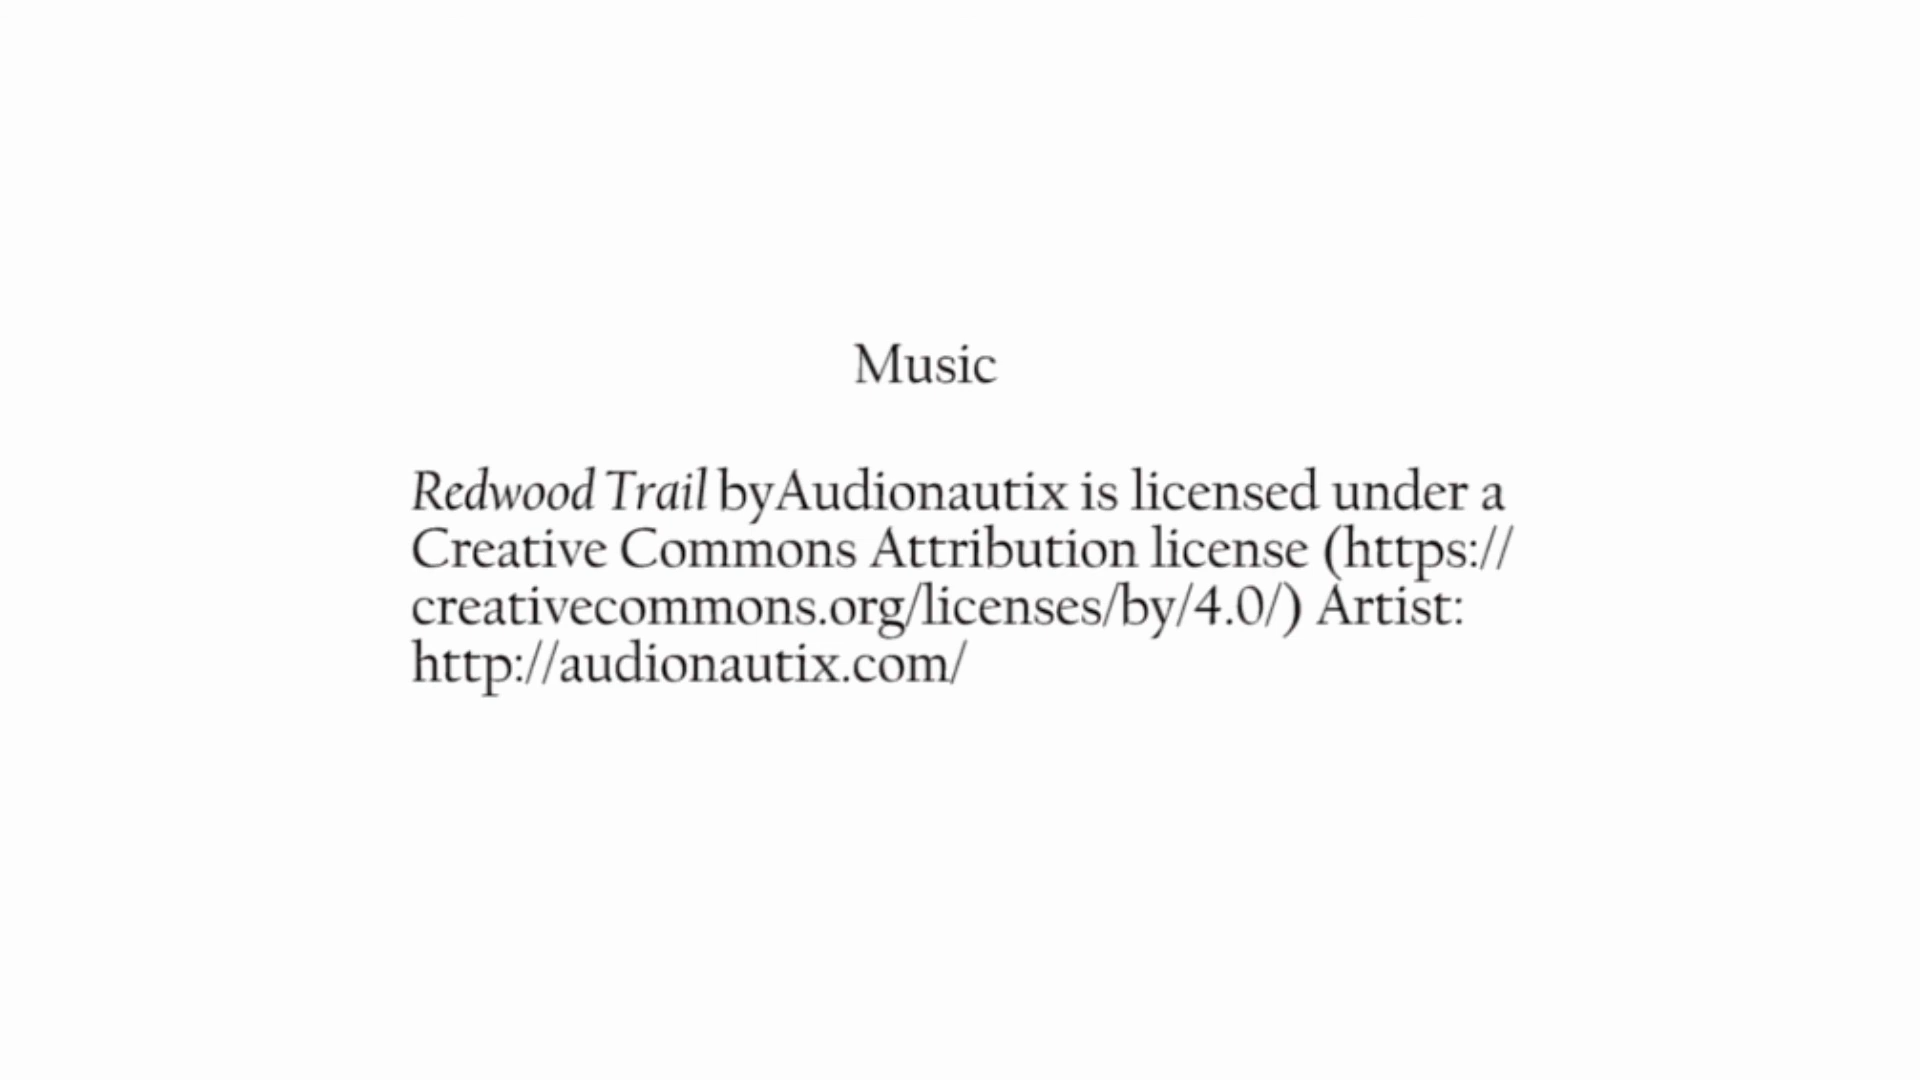 Music
Redwood Trail byAudionautix is licensed under a
Creative Commons Attribution license (https://
creativecommons.org/licenses/by/4.0/) Artist:
http://audionautix.com/